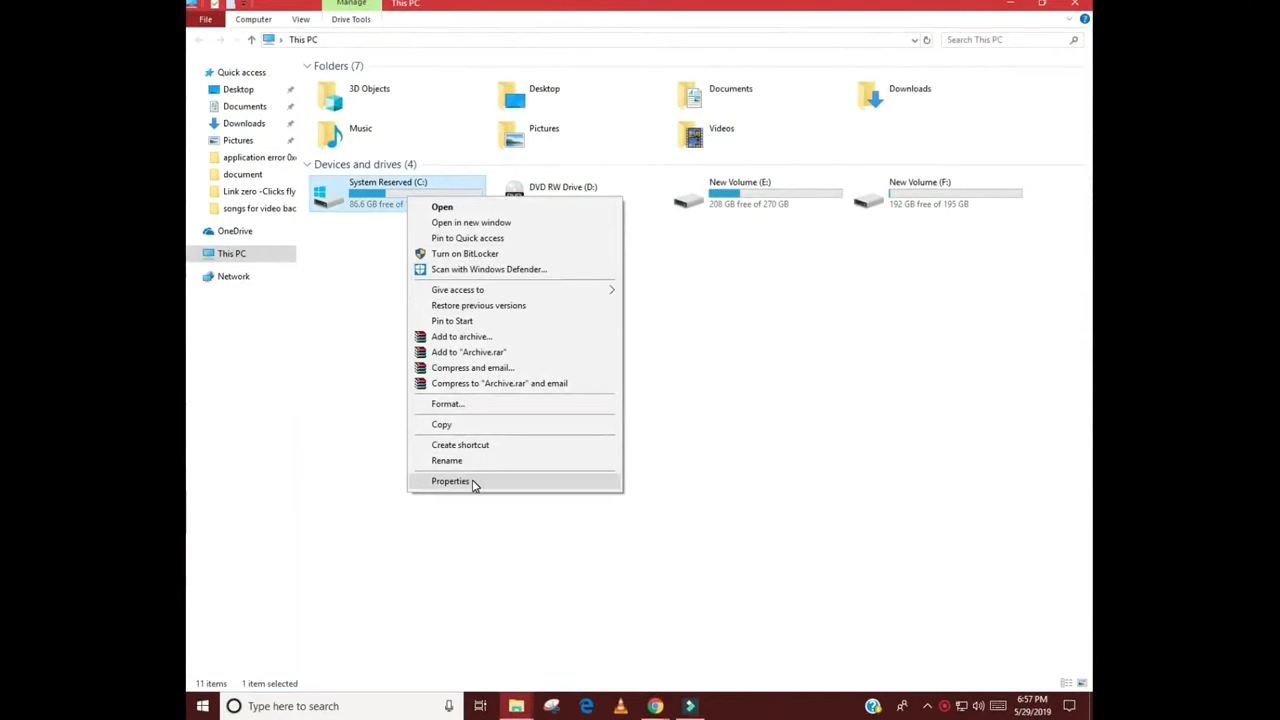 Manage
This PC
File
Computer
View
Drive Tools
This PC
Search This PC
Quick access
Desktop
Documents
Downloads
Pictures
application error 0x
document
Link zero -Clicks fly
songs for video bac
OneDrive
This PC
Network
Folders (7)
3D Objects
Desktop
Documents
Downloads
Music
Pictures
Videos
Devices and drives (4)
System Reserved (C:)
86.6 GB free of
DVD RW Drive (D:)
New Volume (E:)
208 GB free of 270 GB
New Volume (F:)
192 GB free of 195 GB
Open
Open in new window
Pin to Quick access
Turn on BitLocker
Scan with Windows Defender...
Give access to
Restore previous versions
Pin to Start
Add to archive...
Add to "Archive.rar"
Compress and email...
Compress to "Archive.rar" and email
Format...
Copy
Create shortcut
Rename
Properties
11 items
1 item selected
Type here to search
6:57 PM
5/29/2019